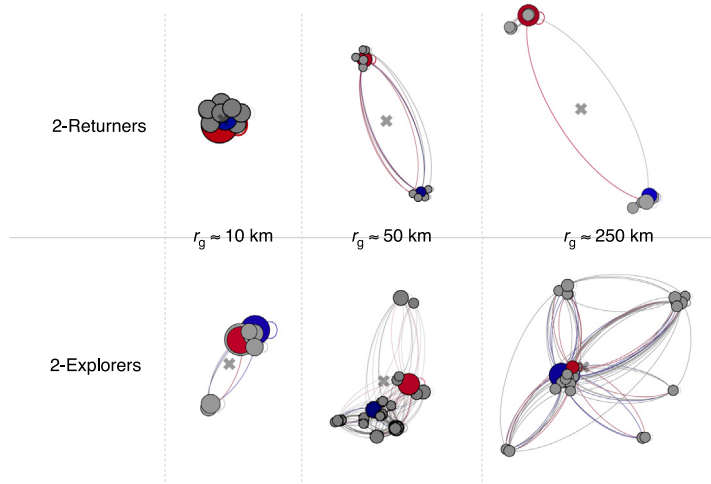 2-Returners
r_g ≈ 10 km
r_g ≈ 50 km
r_g ≈ 250 km
2-Explorers